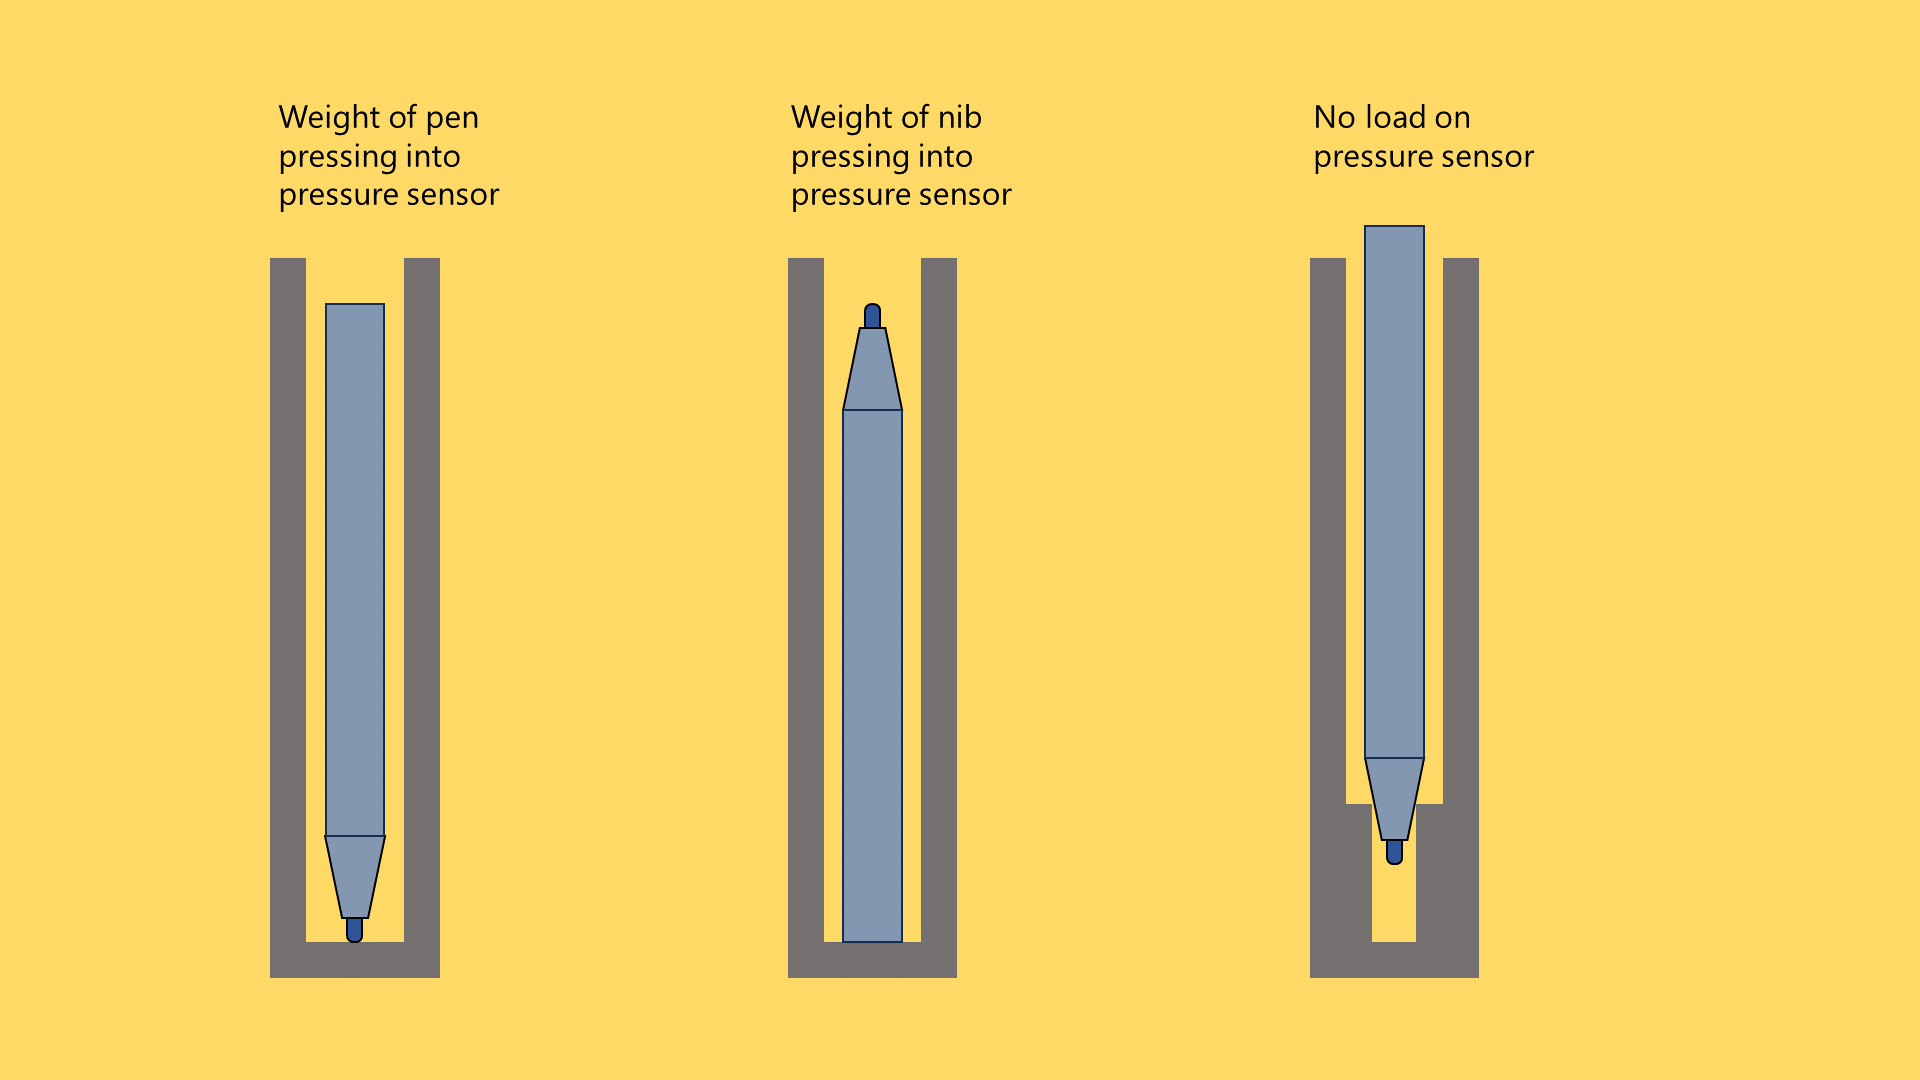 Weight of pen
pressing into
pressure sensor
Weight of nib
pressing into
pressure sensor
No load on
pressure sensor